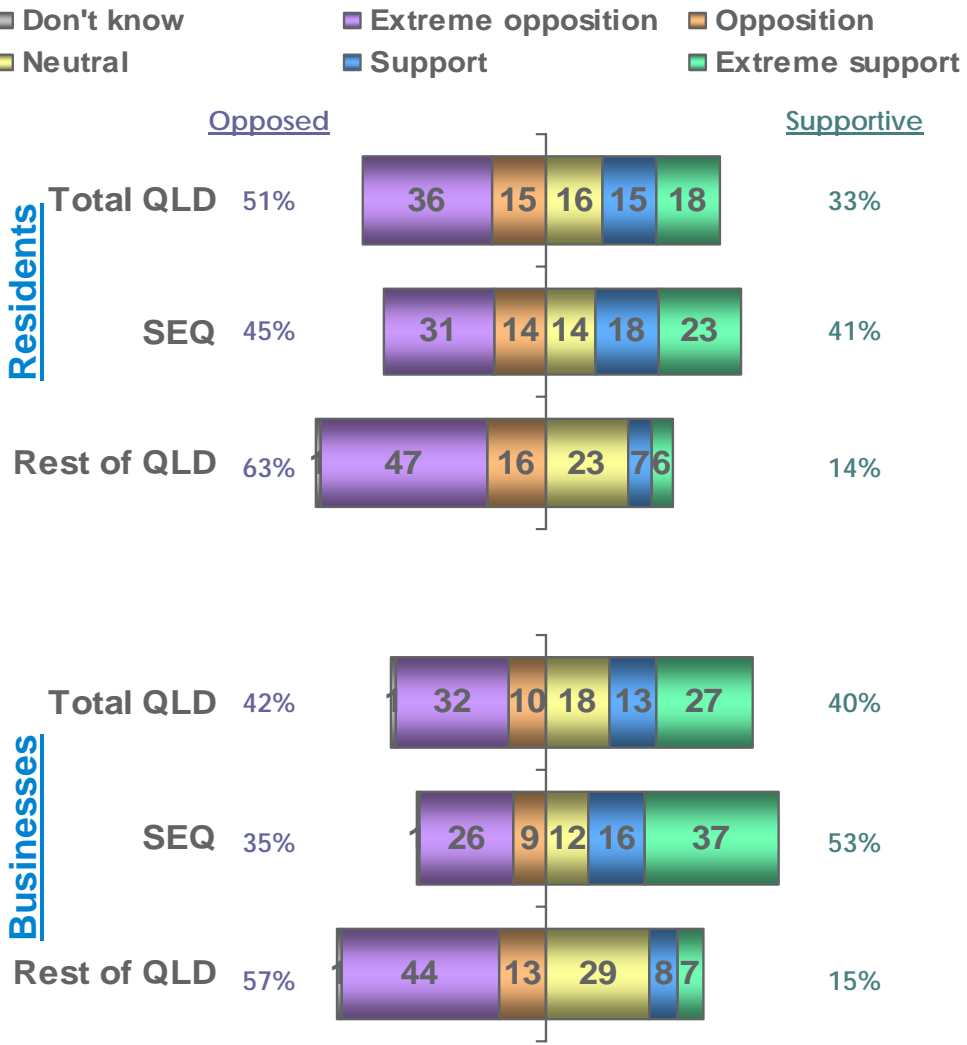 Don't know Extreme opposition Opposition
Neutral Support Extreme support
Opposed Supportive
Residents
Total QLD 51% 36 15 16 15 18 33%
SEQ 45% 31 14 14 18 23 41%
Rest of QLD 63% 1 47 16 23 7 6 14%
Businesses
Total QLD 42% 1 32 10 18 13 27 40%
SEQ 35% 1 26 9 12 16 37 53%
Rest of QLD 57% 1 44 13 29 8 7 15%